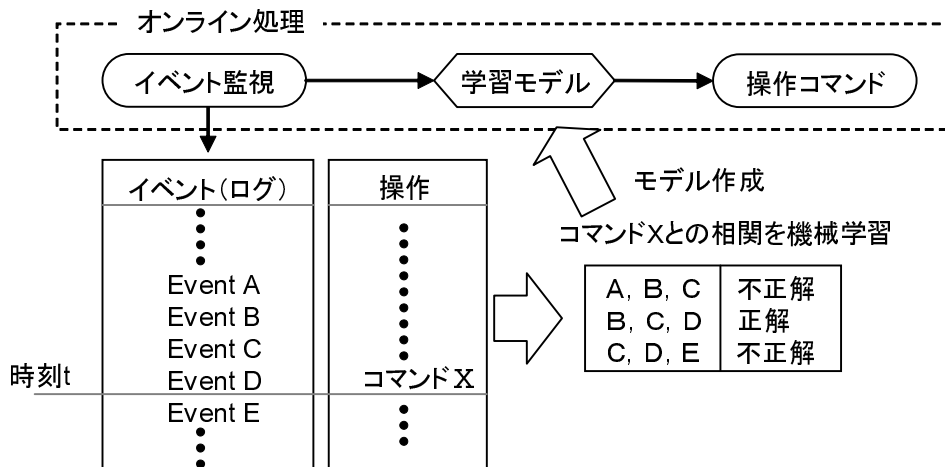 オンライン処理
イベント監視
学習モデル
操作コマンド
イベント(ログ)
操作
モデル作成
コマンドXとの相関を機械学習
Event A
Event B
Event C
Event D
Event E
時刻t
コマンドX
A, B, C 不正解
B, C, D 正解
C, D, E 不正解